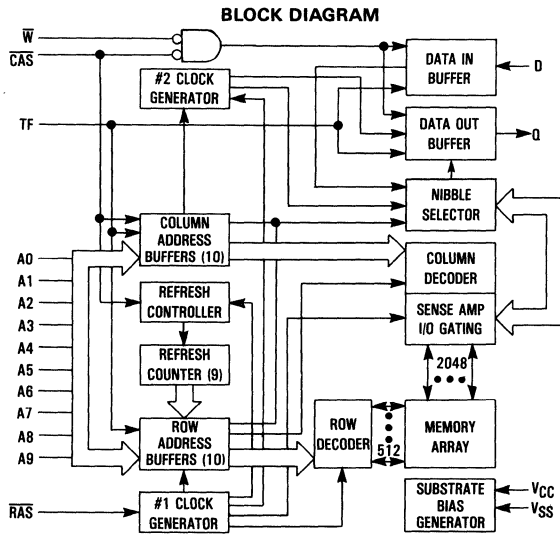 BLOCK DIAGRAM
W
CAS
#2 CLOCK
GENERATOR
DATA IN
BUFFER
D
TF
DATA OUT
BUFFER
Q
NIBBLE
SELECTOR
COLUMN
ADDRESS
BUFFERS (10)
COLUMN
DECODER
A0
A1
A2
A3
A4
A5
A6
A7
A8
A9
REFRESH
CONTROLLER
SENSE AMP
I/O GATING
REFRESH
COUNTER (9)
2048
ROW
ADDRESS
BUFFERS (10)
ROW
DECODER
512
MEMORY
ARRAY
RAS
#1 CLOCK
GENERATOR
SUBSTRATE
BIAS
GENERATOR
VCC
VSS